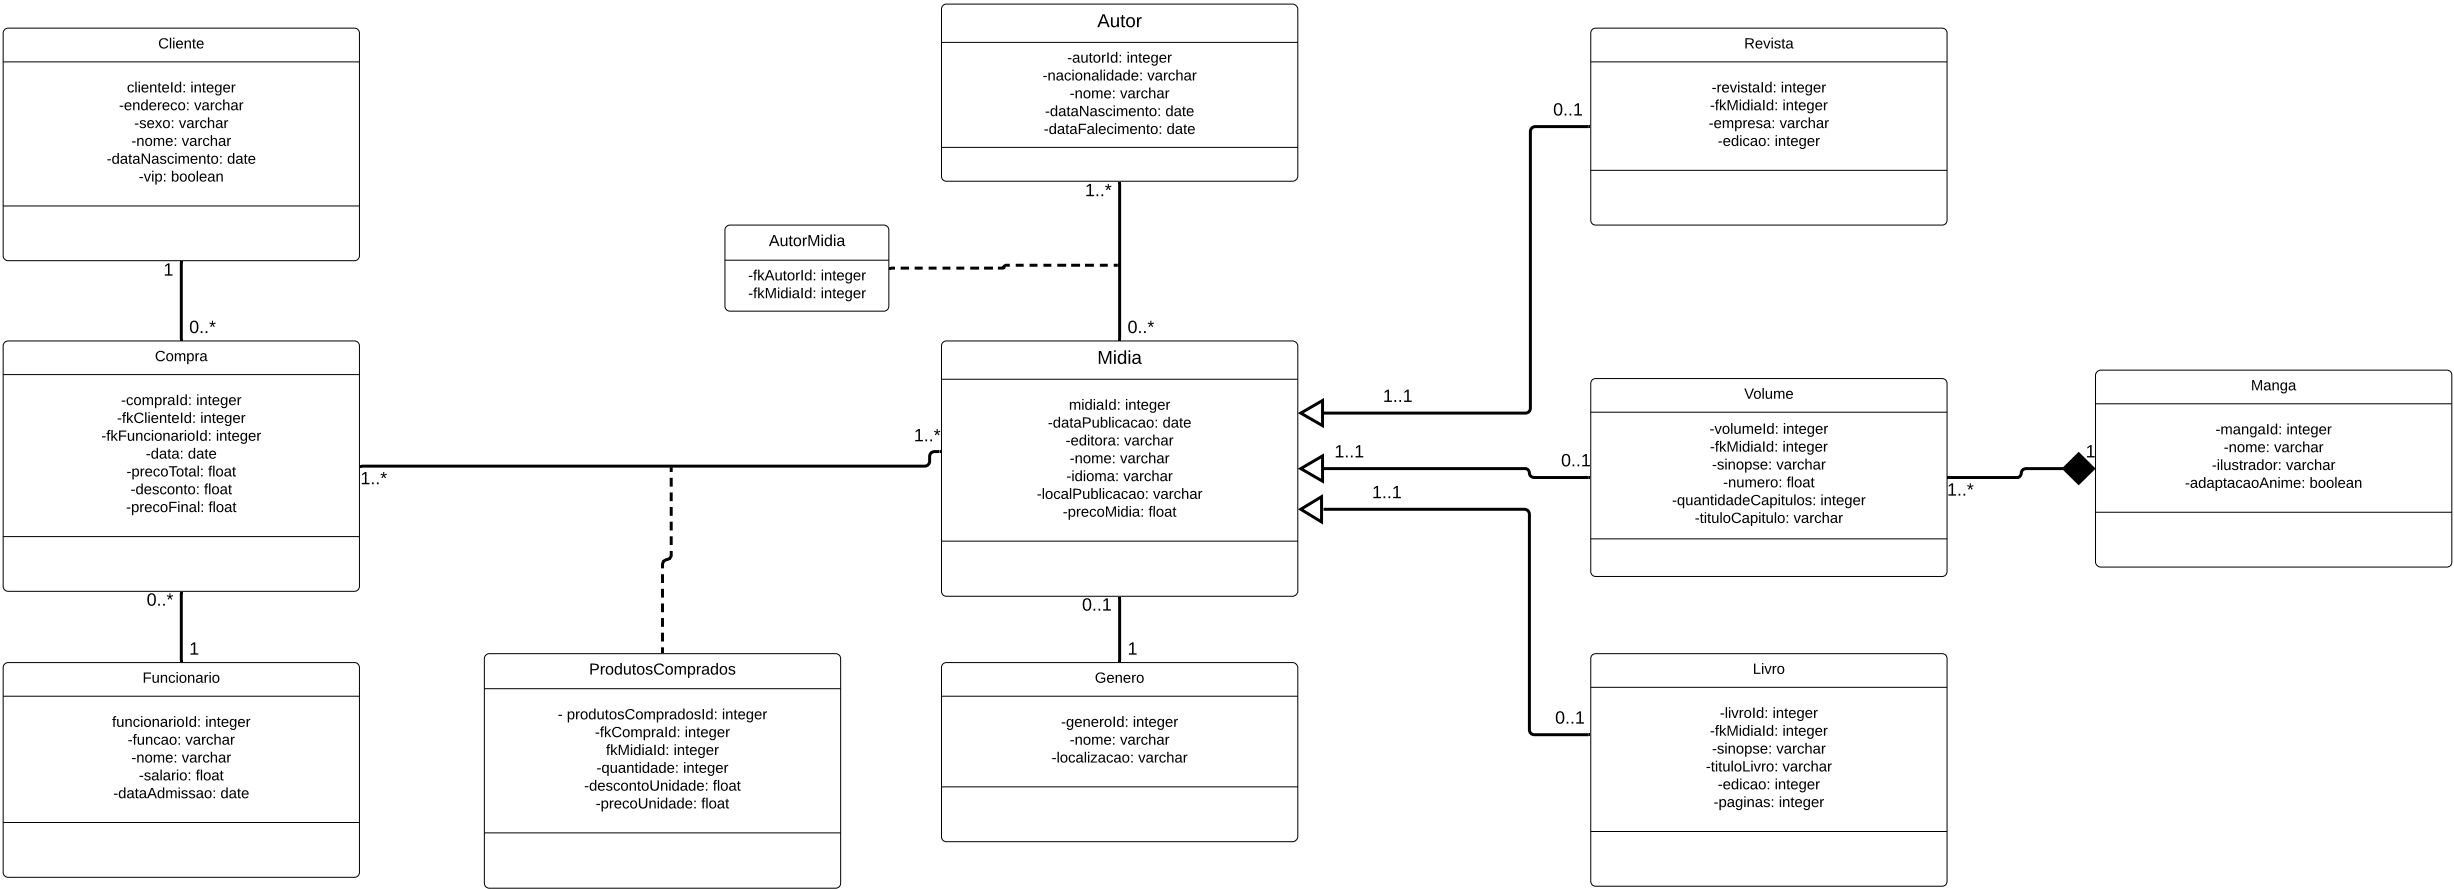 Cliente
clienteId: integer
-endereco: varchar
-sexo: varchar
-nome: varchar
-dataNascimento: date
-vip: boolean
1
0..*
Compra
-compraId: integer
-fkClienteId: integer
-fkFuncionarioId: integer
-data: date
-precoTotal: float
-desconto: float
-precoFinal: float
1..*
1..*
0..*
1
Funcionario
funcionarioId: integer
-funcao: varchar
-nome: varchar
-salario: float
-dataAdmissao: date
ProdutosComprados
- produtosCompradosId: integer
-fkCompraId: integer
fkMidiaId: integer
-quantidade: integer
-descontoUnidade: float
-precoUnidade: float
Autor
-autorId: integer
-nacionalidade: varchar
-nome: varchar
-dataNascimento: date
-dataFalecimento: date
1..*
AutorMidia
-fkAutorId: integer
-fkMidiaId: integer
0..*
Midia
midiaId: integer
-dataPublicacao: date
-editora: varchar
-nome: varchar
-idioma: varchar
-localPublicacao: varchar
-precoMidia: float
0..1
1
Genero
-generoId: integer
-nome: varchar
-localizacao: varchar
Revista
-revistaId: integer
-fkMidiaId: integer
-empresa: varchar
-edicao: integer
0..1
1..1
1..1
0..1
1..1
0..1
Volume
-volumeId: integer
-fkMidiaId: integer
-sinopse: varchar
-numero: float
-quantidadeCapitulos: integer
-tituloCapitulo: varchar
1..*
1
Manga
-mangaId: integer
-nome: varchar
-ilustrador: varchar
-adaptacaoAnime: boolean
Livro
-livroId: integer
-fkMidiaId: integer
-sinopse: varchar
-tituloLivro: varchar
-edicao: integer
-paginas: integer